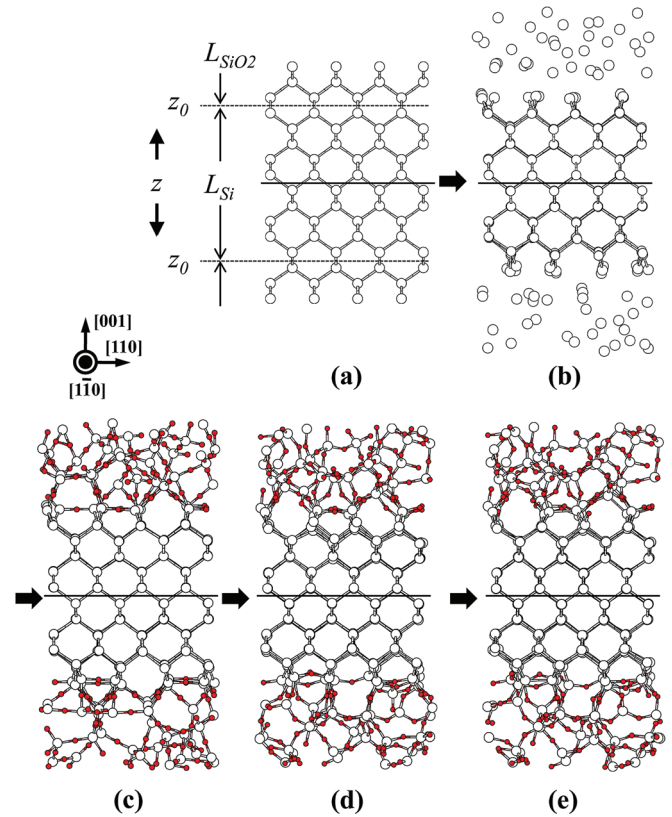 L_SiO2
z_0
z
L_Si
z_0
[001]
[110]
[1̄10]
(a)
(b)
(c)
(d)
(e)